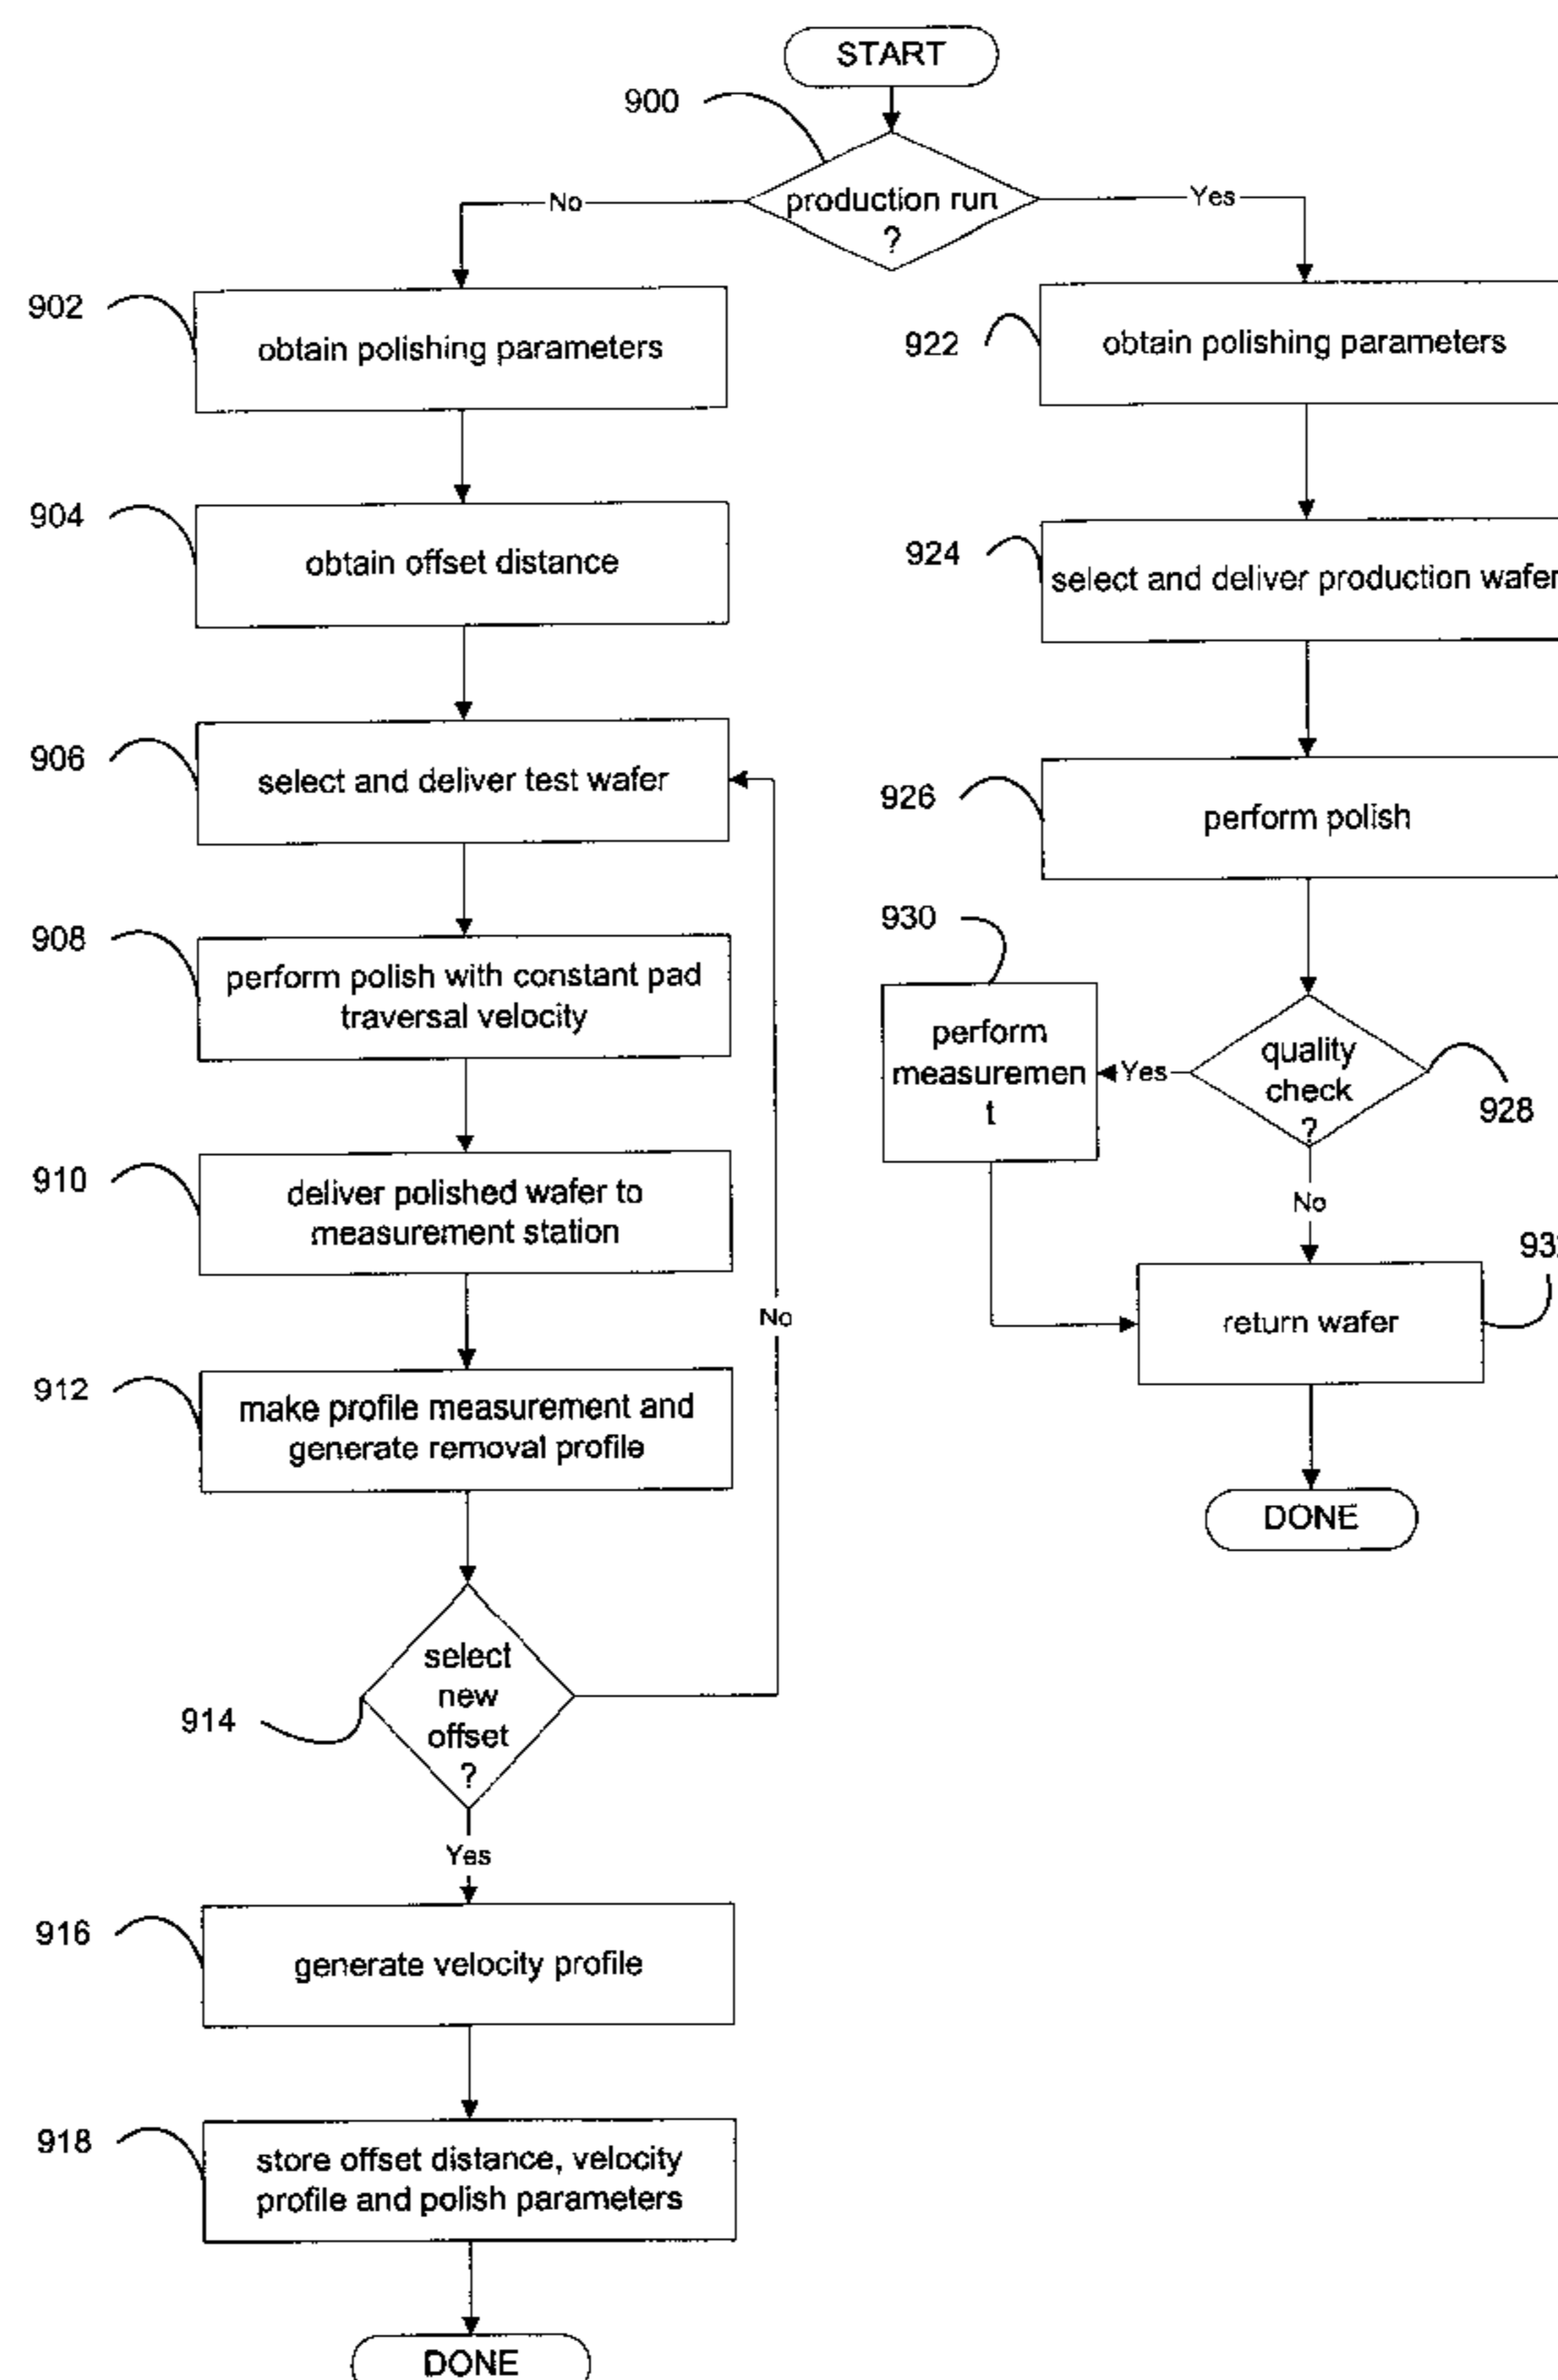 START
900
production run
?
No
Yes
902
obtain polishing parameters
904
obtain offset distance
906
select and deliver test wafer
908
perform polish with constant pad
traversal velocity
910
deliver polished wafer to
measurement station
912
make profile measurement and
generate removal profile
No
914
select
new
offset
?
Yes
916
generate velocity profile
918
store offset distance, velocity
profile and polish parameters
DONE
922
obtain polishing parameters
924
select and deliver production wafer
926
perform polish
930
perform
measuremen
t
Yes
quality
check
?
928
No
return wafer
DONE